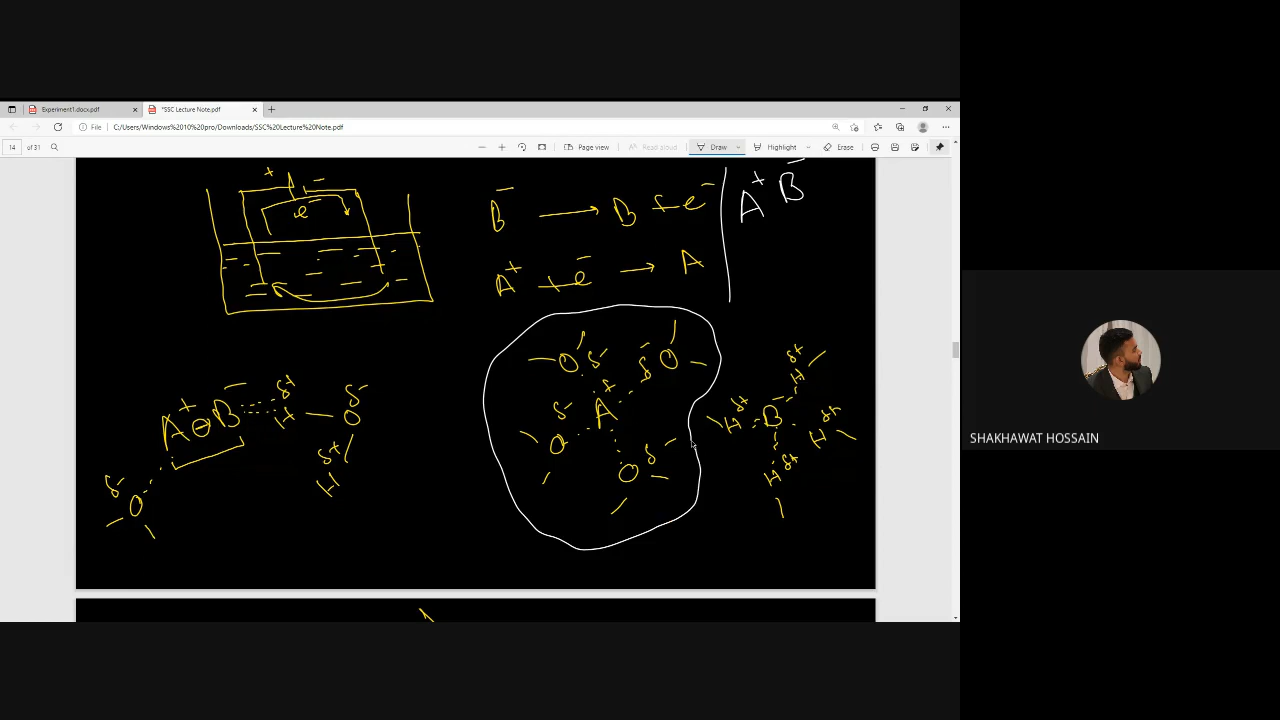 Experiment1.docx.pdf
*SSC Lecture Note.pdf
File
C:/Users/Windows%2010%20pro/Downloads/SSC%20Lecture%20Note.pdf
14 of 31
Page view
Read aloud
Draw
Highlight
Erase
+ −
e⁻
B⁻ → B + e⁻
A⁺ B⁻
A⁺ + e⁻ → A
A⁺ B⁻ δ+ H O δ−
δ+ H
δ− O
O δ− δ− O
δ− A⁺
O
O δ−
δ+ H
δ+ H B⁻ δ+ H
H δ+
SHAKHAWAT HOSSAIN